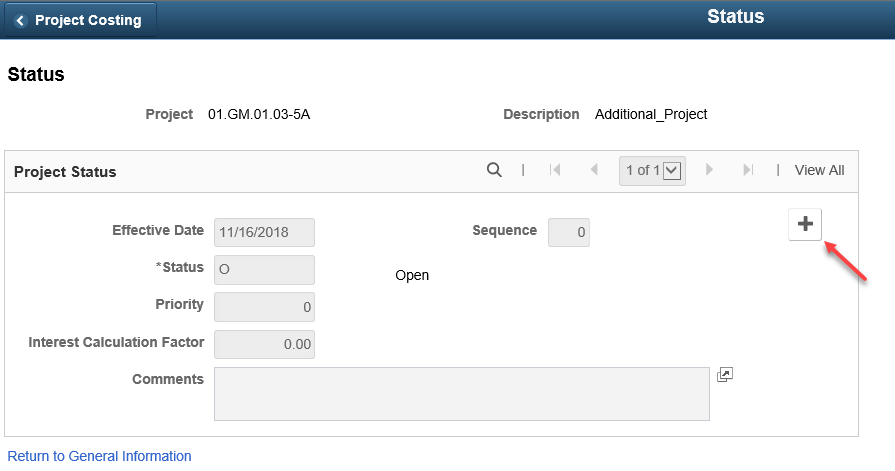 Project Costing Status
Status
Project 01.GM.01.03-5A Description Additional_Project
Project Status | 1 of 1 | View All
Effective Date 11/16/2018 Sequence 0
*Status O Open
Priority 0
Interest Calculation Factor 0.00
Comments
Return to General Information